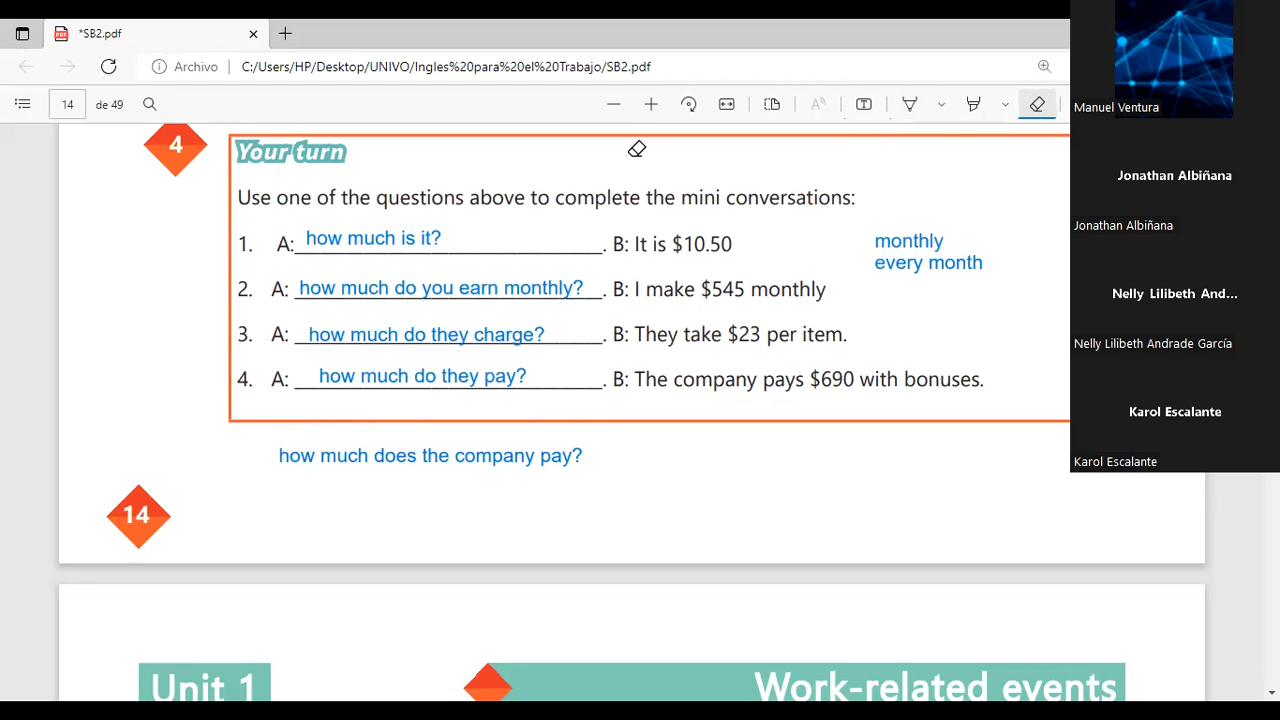 *SB2.pdf
Archivo C:/Users/HP/Desktop/UNIVO/Ingles%20para%20el%20Trabajo/SB2.pdf
14 de 49
4
Your turn
Use one of the questions above to complete the mini conversations:
1. A: how much is it? . B: It is $10.50
monthly
every month
2. A: how much do you earn monthly? . B: I make $545 monthly
3. A: how much do they charge? . B: They take $23 per item.
4. A: how much do they pay? . B: The company pays $690 with bonuses.
how much does the company pay?
14
Unit 1
Work-related events
Manuel Ventura
Jonathan Albiñana
Jonathan Albiñana
Nelly Lilibeth And...
Nelly Lilibeth Andrade García
Karol Escalante
Karol Escalante